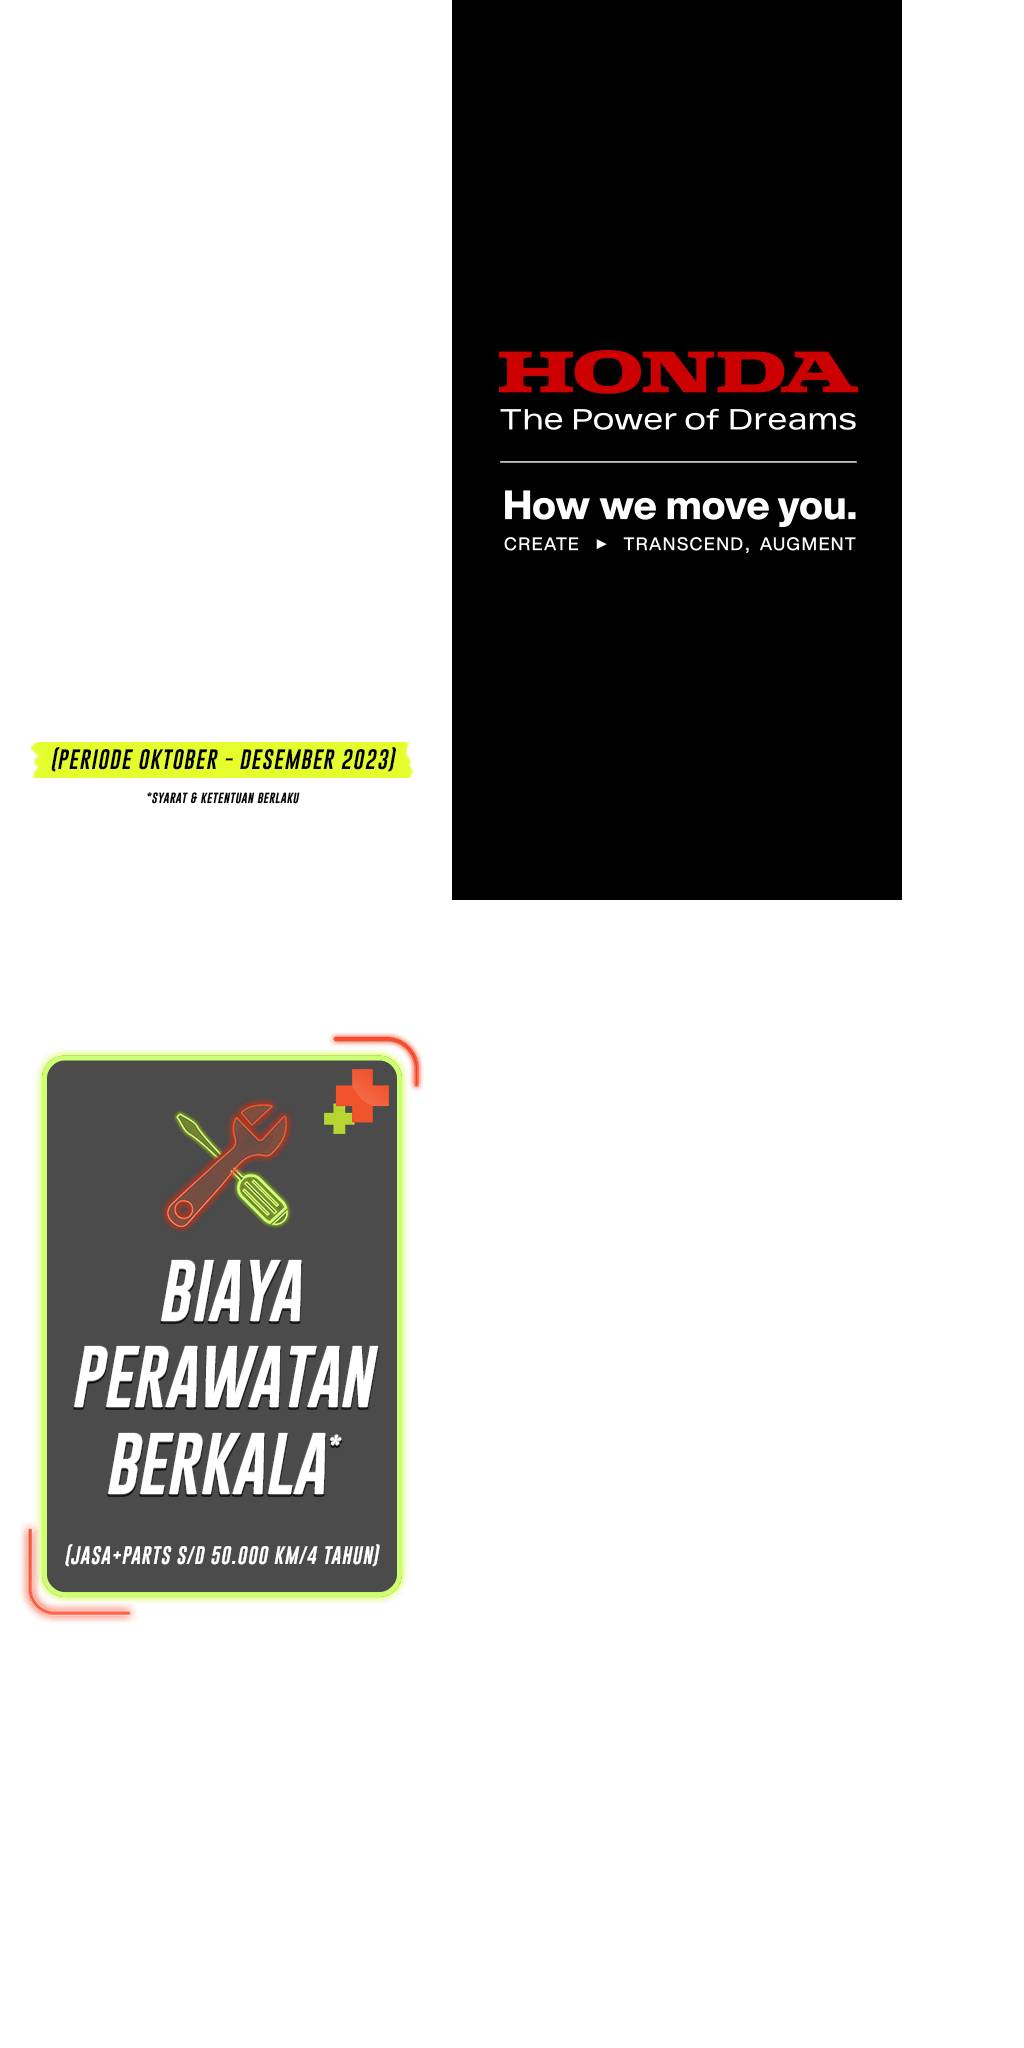 (PERIODE OKTOBER - DESEMBER 2023)
*SYARAT & KETENTUAN BERLAKU
HONDA
The Power of Dreams
How we move you.
CREATE ► TRANSCEND, AUGMENT
BIAYA
PERAWATAN
BERKALA*
(JASA+PARTS S/D 50.000 KM/4 TAHUN)